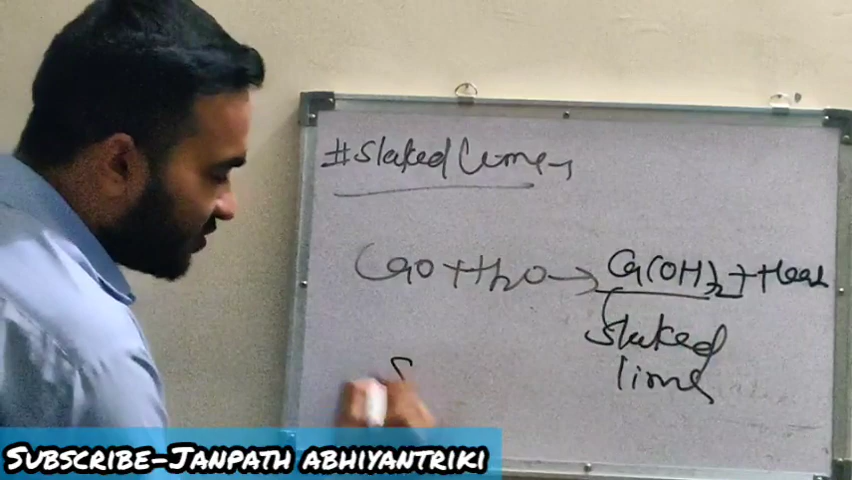 #Slaked Lime→
CaO+H₂O→Ca(OH)₂+Heat
Slaked
lime
S
SUBSCRIBE-JANPATH ABHIYANTRIKI